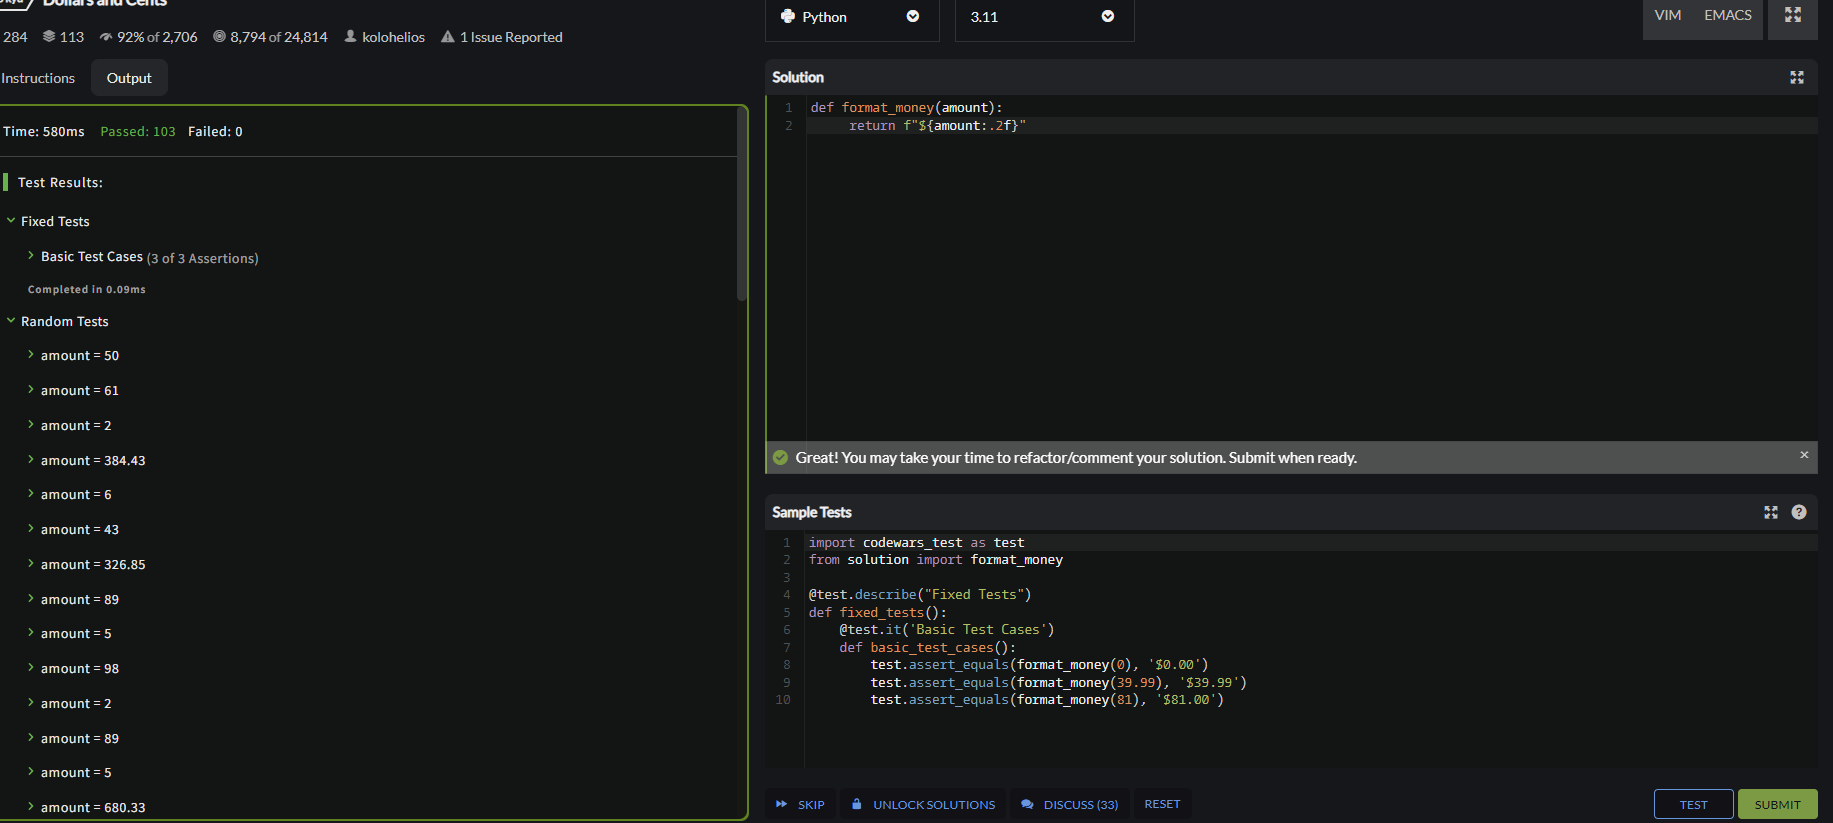 Dollars and Cents
284 113 92% of 2,706 8,794 of 24,814 kolohelios 1 Issue Reported
Instructions Output
Time: 580ms Passed: 103 Failed: 0
Test Results:
Fixed Tests
Basic Test Cases (3 of 3 Assertions)
Completed in 0.09ms
Random Tests
amount = 50
amount = 61
amount = 2
amount = 384.43
amount = 6
amount = 43
amount = 326.85
amount = 89
amount = 5
amount = 98
amount = 2
amount = 89
amount = 5
amount = 680.33
Python 3.11 VIM EMACS
Solution
1 def format_money(amount):
2 return f"${amount:.2f}"
Great! You may take your time to refactor/comment your solution. Submit when ready. ×
Sample Tests ?
1 import codewars_test as test
2 from solution import format_money
3
4 @test.describe("Fixed Tests")
5 def fixed_tests():
6 @test.it('Basic Test Cases')
7 def basic_test_cases():
8 test.assert_equals(format_money(0), '$0.00')
9 test.assert_equals(format_money(39.99), '$39.99')
10 test.assert_equals(format_money(81), '$81.00')
SKIP UNLOCK SOLUTIONS DISCUSS (33) RESET TEST SUBMIT